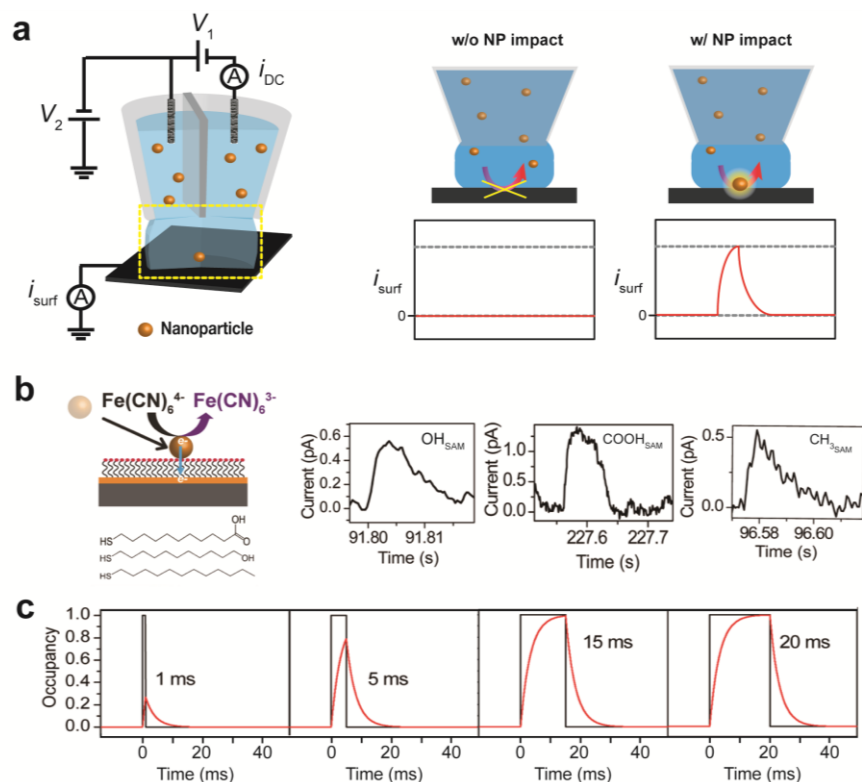 a
V1
A
iDC
V2
isurf
A
Nanoparticle
w/o NP impact
w/ NP impact
isurf
0
isurf
0
b
Fe(CN)6 4- Fe(CN)6 3-
e-
e-
OH
HS O
HS OH
HS
Current (pA)
0.6
0.4
0.2
0.0
OHSAM
91.80 91.81
Time (s)
Current (pA)
1.0
0.5
0.0
COOHSAM
227.6 227.7
Time (s)
Current (pA)
0.5
0.0
CH3SAM
96.58 96.60
Time (s)
c
Occupancy
1.0
0.8
0.6
0.4
0.2
0.0
1 ms
5 ms
15 ms
20 ms
0 20 40
0 20 40
0 20 40
0 20 40
Time (ms)
Time (ms)
Time (ms)
Time (ms)